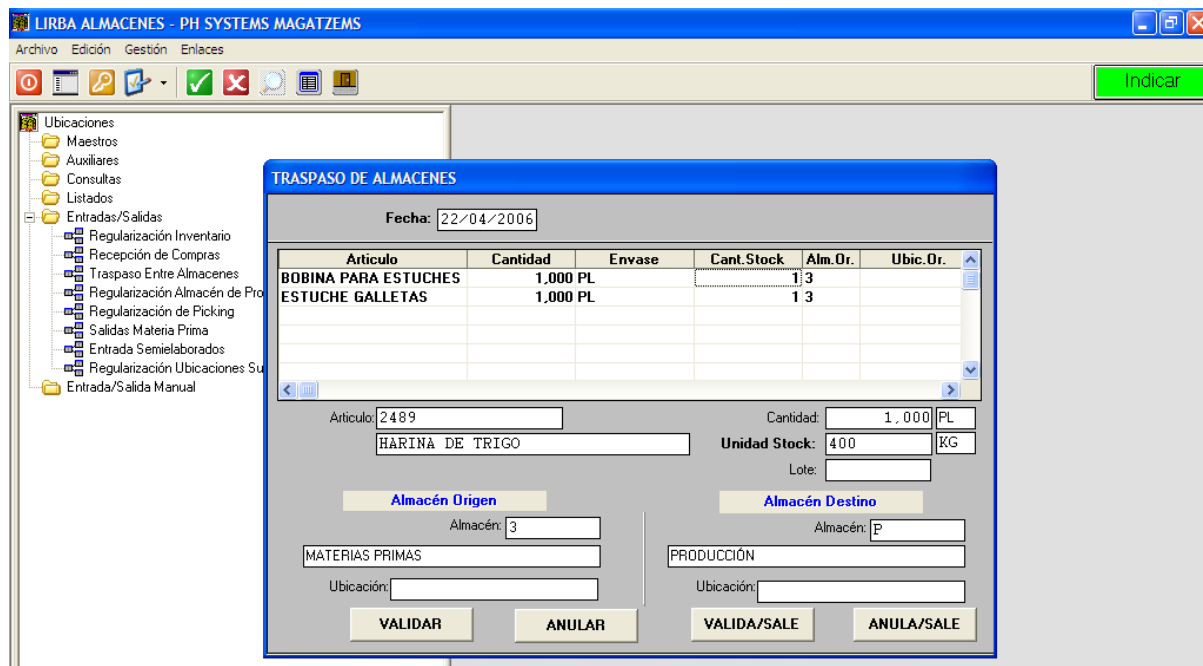 LIRBA ALMACENES - PH SYSTEMS MAGATZEMS
Archivo Edición Gestión Enlaces
Indicar
Ubicaciones
Maestros
Auxiliares
Consultas
Listados
Entradas/Salidas
Regularización Inventario
Recepción de Compras
Traspaso Entre Almacenes
Regularización Almacén de Pro
Regularización de Picking
Salidas Materia Prima
Entrada Semielaborados
Regularización Ubicaciones Su
Entrada/Salida Manual
TRASPASO DE ALMACENES
Fecha: 22/04/2006
Articulo Cantidad Envase Cant.Stock Alm.Or. Ubic.Or.
BOBINA PARA ESTUCHES 1,000 PL 1 3
ESTUCHE GALLETAS 1,000 PL 1 3
Articulo: 2489 Cantidad: 1,000 PL
HARINA DE TRIGO Unidad Stock: 400 KG
Lote:
Almacén Origen Almacén Destino
Almacén: 3 Almacén: P
MATERIAS PRIMAS PRODUCCIÓN
Ubicación: Ubicación:
VALIDAR ANULAR VALIDA/SALE ANULA/SALE